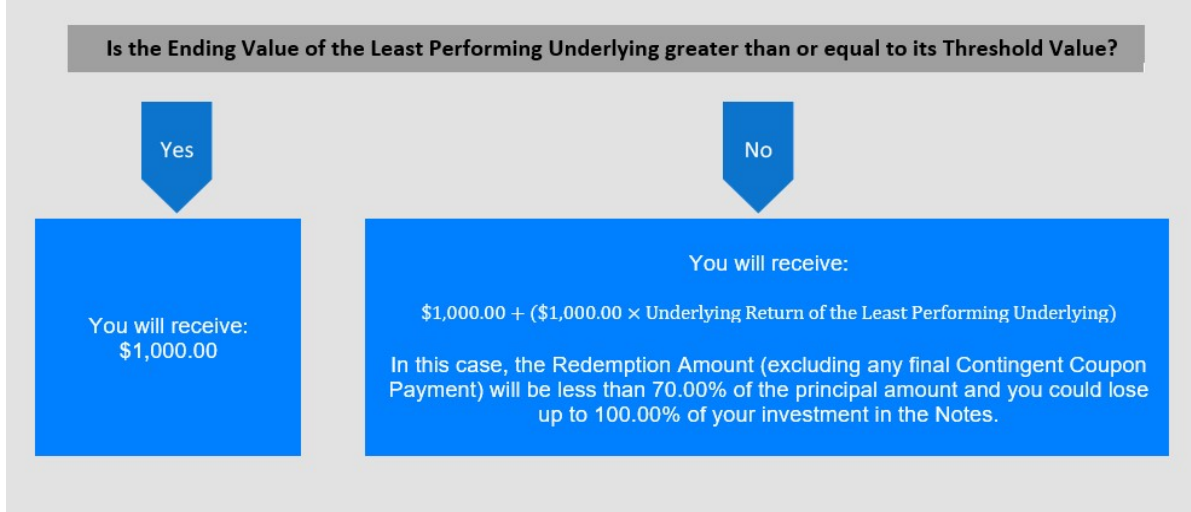 Is the Ending Value of the Least Performing Underlying greater than or equal to its Threshold Value?
Yes
No
You will receive:
$1,000.00
You will receive:
$1,000.00 + ($1,000.00 × Underlying Return of the Least Performing Underlying)
In this case, the Redemption Amount (excluding any final Contingent Coupon
Payment) will be less than 70.00% of the principal amount and you could lose
up to 100.00% of your investment in the Notes.